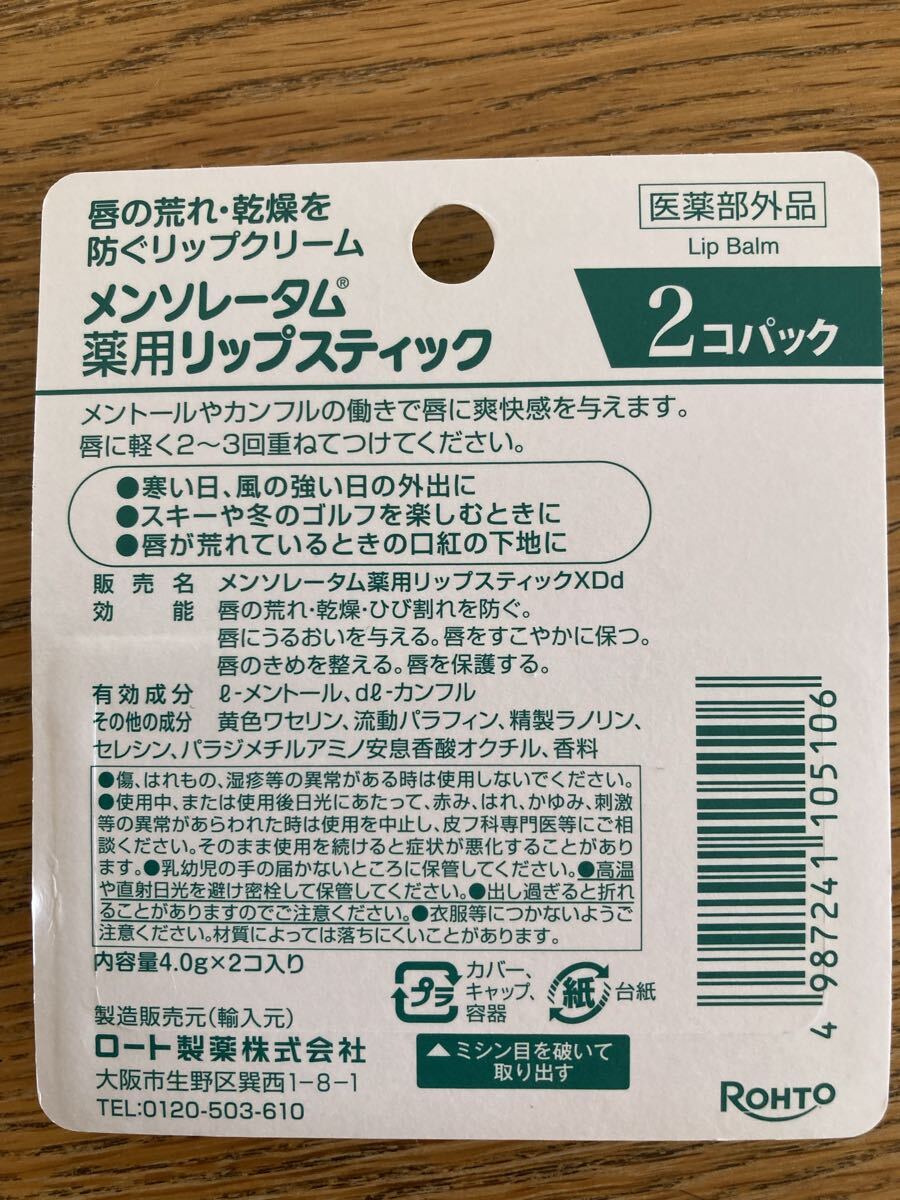 唇の荒れ・乾燥を
防ぐリップクリーム
メンソレータム®
薬用リップスティック
医薬部外品
Lip Balm
2コパック
メントールやカンフルの働きで唇に爽快感を与えます。
唇に軽く2〜3回重ねてつけてください。
●寒い日、風の強い日の外出に
●スキーや冬のゴルフを楽しむときに
●唇が荒れているときの口紅の下地に
販売名 メンソレータム薬用リップスティックXDd
効能 唇の荒れ・乾燥・ひび割れを防ぐ。
唇にうるおいを与える。唇をすこやかに保つ。
唇のきめを整える。唇を保護する。
有効成分 ℓ-メントール、dℓ-カンフル
その他の成分 黄色ワセリン、流動パラフィン、精製ラノリン、
セレシン、パラジメチルアミノ安息香酸オクチル、香料
●傷、はれもの、湿疹等の異常がある時は使用しないでください。
●使用中、または使用後日光にあたって、赤み、はれ、かゆみ、刺激
等の異常があらわれた時は使用を中止し、皮フ科専門医等にご相
談ください。そのまま使用を続けると症状が悪化することがあり
ます。●乳幼児の手の届かないところに保管してください。●高温
や直射日光を避け密栓して保管してください。●出し過ぎると折れ
ることがありますのでご注意ください。●衣服等につかないようご
注意ください。材質によっては落ちにくいことがあります。
内容量4.0g×2コ入り
プラ
カバー、
キャップ、
容器
紙
台紙
製造販売元(輸入元)
ロート製薬株式会社
大阪市生野区巽西1-8-1
TEL:0120-503-610
▲ミシン目を破いて
取り出す
4 987241 105106
ROHTO